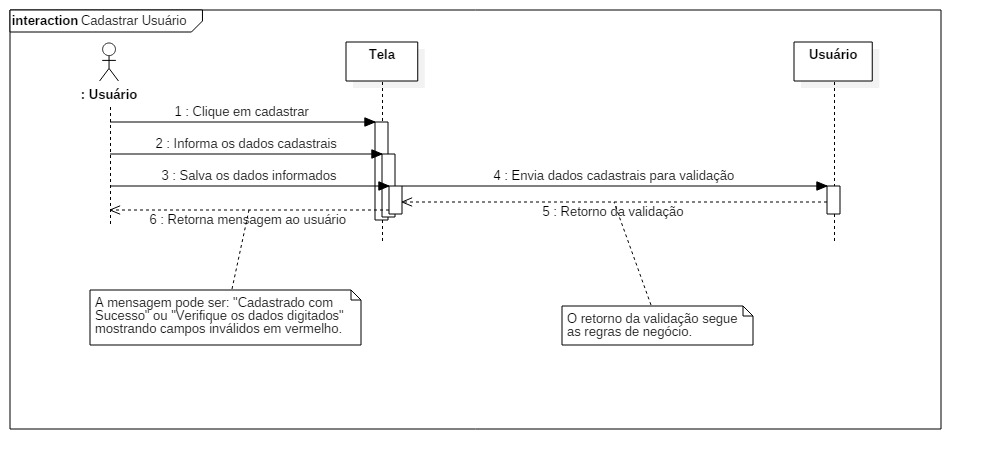 interaction Cadastrar Usuário
Tela
Usuário
: Usuário
1 : Clique em cadastrar
2 : Informa os dados cadastrais
3 : Salva os dados informados
4 : Envia dados cadastrais para validação
5 : Retorno da validação
6 : Retorna mensagem ao usuário
A mensagem pode ser: "Cadastrado com
Sucesso" ou "Verifique os dados digitados"
mostrando campos inválidos em vermelho.
O retorno da validação segue
as regras de negócio.